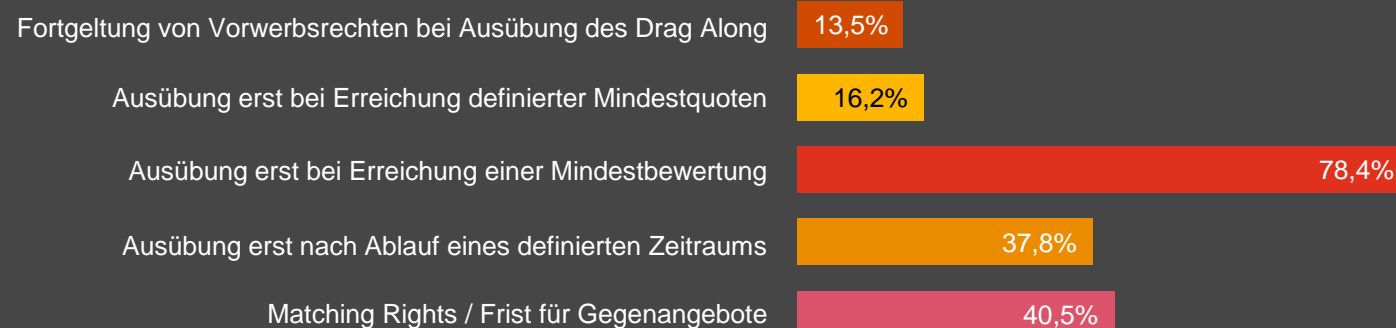 Fortgeltung von Vorwerbsrechten bei Ausübung des Drag Along 13,5%
Ausübung erst bei Erreichung definierter Mindestquoten 16,2%
Ausübung erst bei Erreichung einer Mindestbewertung 78,4%
Ausübung erst nach Ablauf eines definierten Zeitraums 37,8%
Matching Rights / Frist für Gegenangebote 40,5%